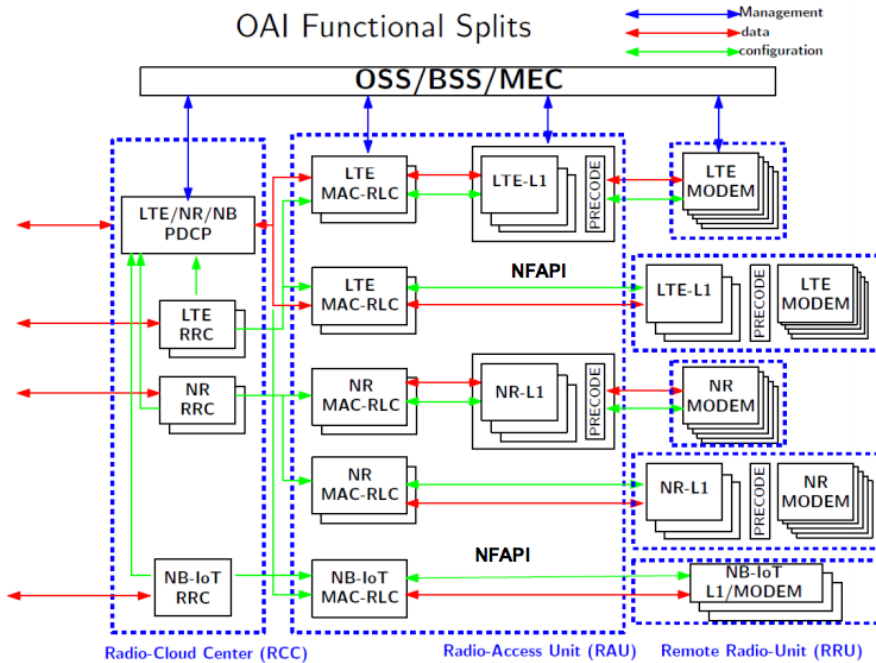 OAI Functional Splits
Management
data
configuration
OSS/BSS/MEC
LTE/NR/NB
PDCP
LTE
RRC
NR
RRC
NB-IoT
RRC
LTE
MAC-RLC
LTE-L1
PRECODE
LTE
MODEM
LTE
MAC-RLC
NFAPI
LTE-L1
PRECODE
LTE
MODEM
NR
MAC-RLC
NR-L1
PRECODE
NR
MODEM
NR
MAC-RLC
NR-L1
PRECODE
NR
MODEM
NB-IoT
MAC-RLC
NFAPI
NB-IoT
L1/MODEM
Radio-Cloud Center (RCC)
Radio-Access Unit (RAU)
Remote Radio-Unit (RRU)